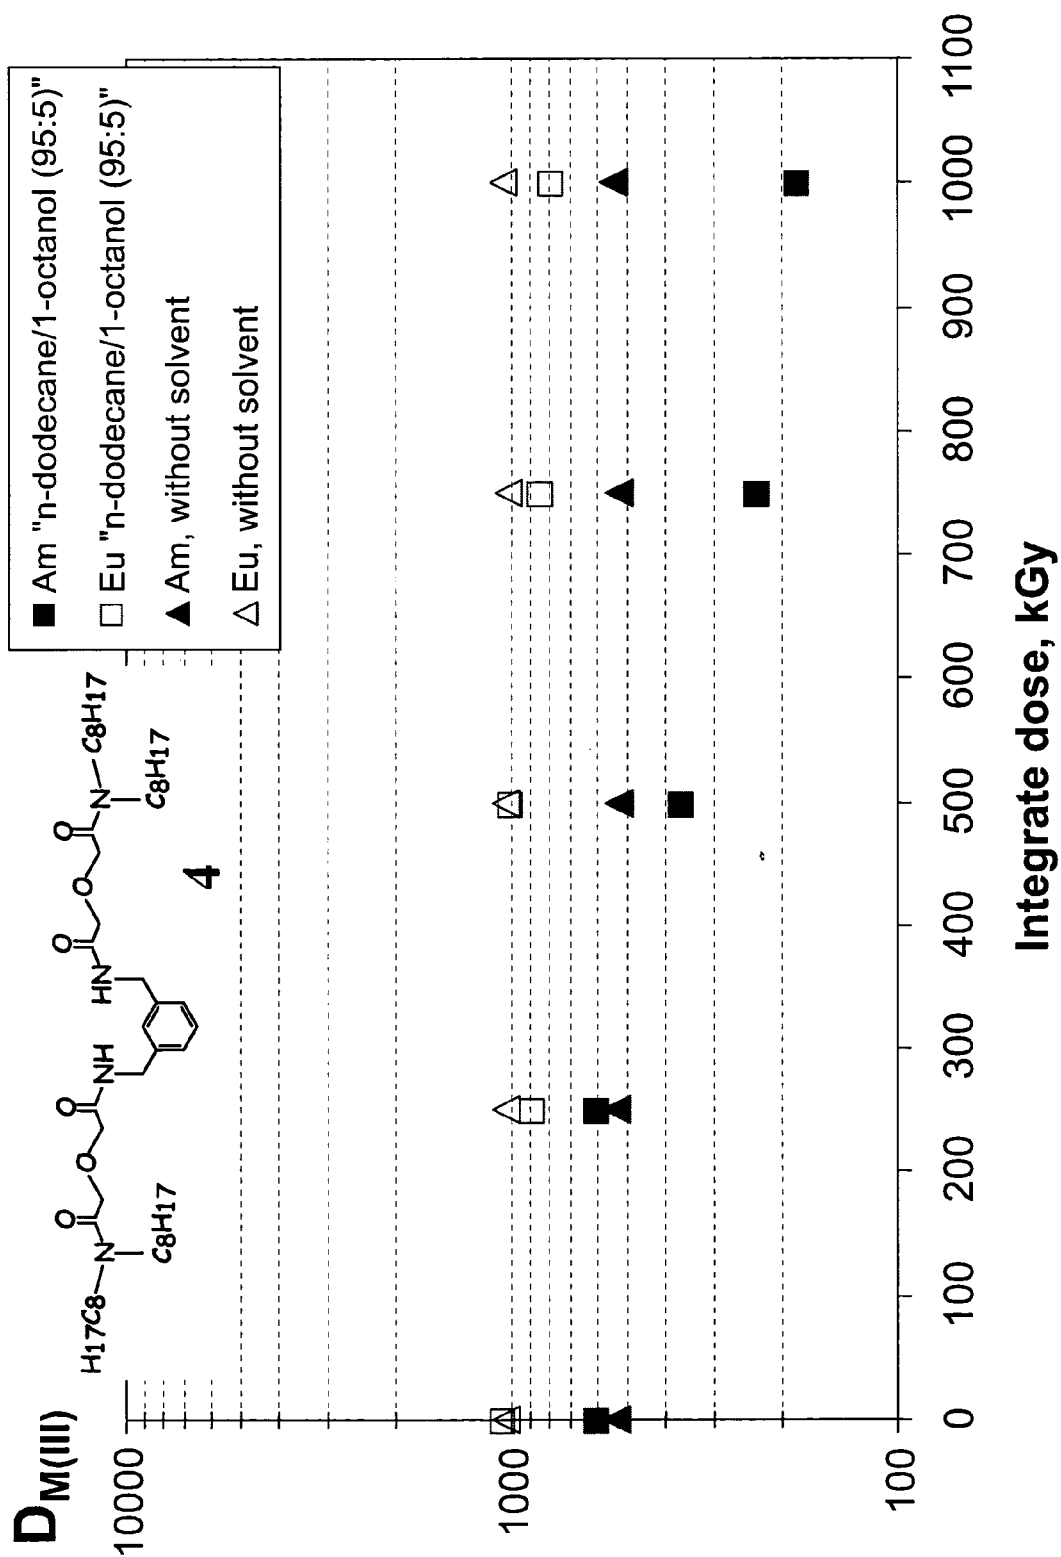 D_M(III)
10000
1000
100
H17C8
N
C8H17
O
O
O
NH
HN
O
O
O
N
C8H17
C8H17
4
■ Am "n-dodecane/1-octanol (95:5)"
□ Eu "n-dodecane/1-octanol (95:5)"
▲ Am, without solvent
△ Eu, without solvent
0 100 200 300 400 500 600 700 800 900 1000 1100
Integrate dose, kGy